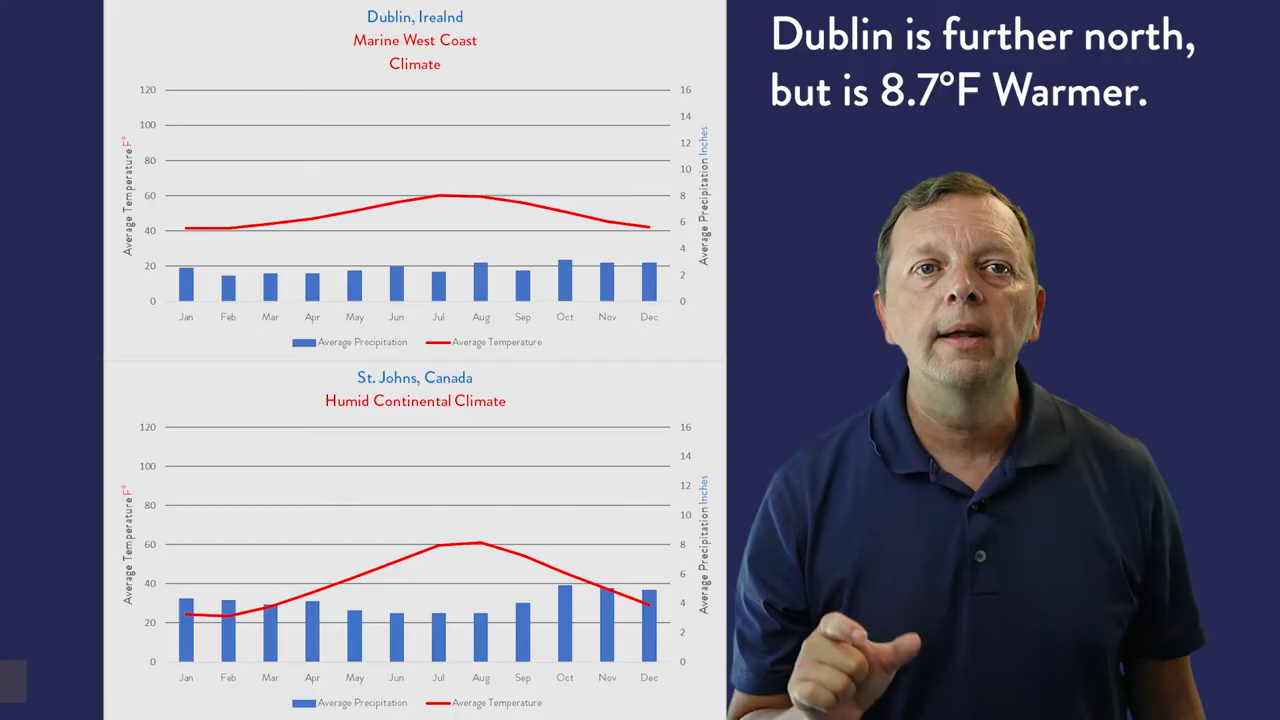 Dublin, Irealnd
Marine West Coast
Climate
120
100
80
60
40
20
0
Average Temperature F°
16
14
12
10
8
6
4
2
0
Average Precipitation Inches
Jan Feb Mar Apr May Jun Jul Aug Sep Oct Nov Dec
Average Precipitation Average Temperature
St. Johns, Canada
Humid Continental Climate
120
100
80
60
40
20
0
Average Temperature F°
16
14
12
10
8
6
4
2
0
Average Precipitation Inches
Jan Feb Mar Apr May Jun Jul Aug Sep Oct Nov Dec
Average Precipitation Average Temperature
Dublin is further north,
but is 8.7°F Warmer.